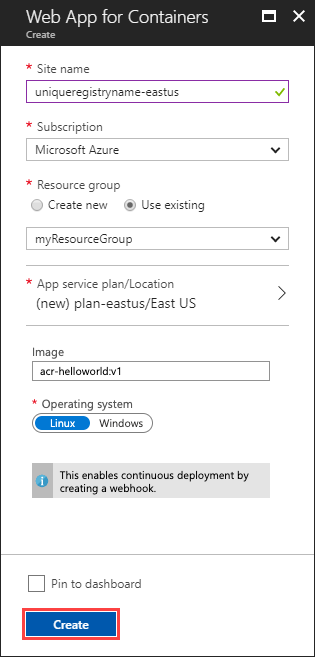 Web App for Containers
Create
* Site name
uniqueregistryname-eastus
* Subscription
Microsoft Azure
* Resource group
Create new Use existing
myResourceGroup
* App service plan/Location
(new) plan-eastus/East US
Image
acr-helloworld:v1
* Operating system
Linux Windows
This enables continuous deployment by
creating a webhook.
Pin to dashboard
Create